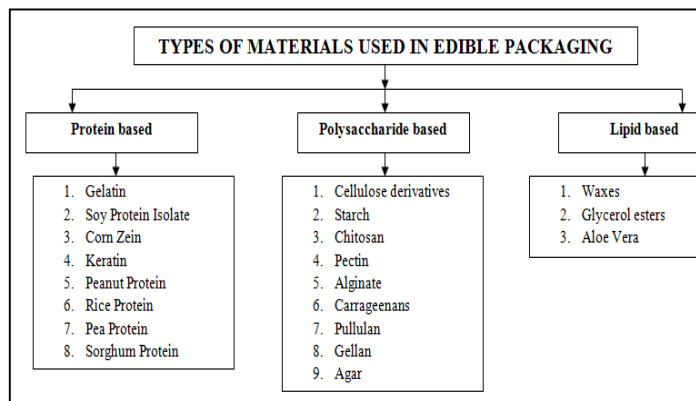 TYPES OF MATERIALS USED IN EDIBLE PACKAGING
Protein based
1. Gelatin
2. Soy Protein Isolate
3. Corn Zein
4. Keratin
5. Peanut Protein
6. Rice Protein
7. Pea Protein
8. Sorghum Protein
Polysaccharide based
1. Cellulose derivatives
2. Starch
3. Chitosan
4. Pectin
5. Alginate
6. Carrageenans
7. Pullulan
8. Gellan
9. Agar
Lipid based
1. Waxes
2. Glycerol esters
3. Aloe Vera